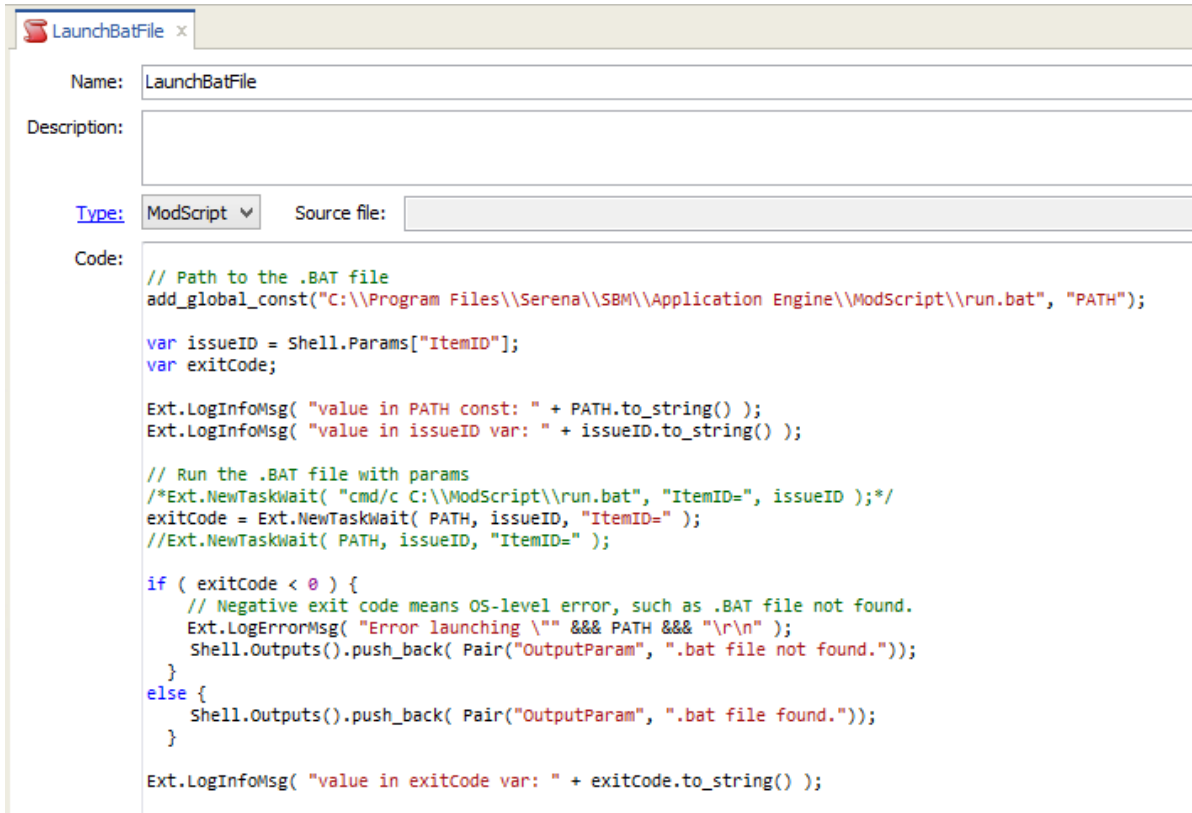 LaunchBatFile ×
Name: LaunchBatFile
Description:
Type: ModScript Source file:
Code:
// Path to the .BAT file
add_global_const("C:\\Program Files\\Serena\\SBM\\Application Engine\\ModScript\\run.bat", "PATH");
var issueID = Shell.Params["ItemID"];
var exitCode;
Ext.LogInfoMsg( "value in PATH const: " + PATH.to_string() );
Ext.LogInfoMsg( "value in issueID var: " + issueID.to_string() );
// Run the .BAT file with params
/*Ext.NewTaskWait( "cmd/c C:\\ModScript\\run.bat", "ItemID=", issueID );*/
exitCode = Ext.NewTaskWait( PATH, issueID, "ItemID=" );
//Ext.NewTaskWait( PATH, issueID, "ItemID=" );
if ( exitCode < 0 ) {
// Negative exit code means OS-level error, such as .BAT file not found.
Ext.LogErrorMsg( "Error launching \"" &&& PATH &&& "\r\n" );
Shell.Outputs().push_back( Pair("OutputParam", ".bat file not found."));
}
else {
Shell.Outputs().push_back( Pair("OutputParam", ".bat file found."));
}
Ext.LogInfoMsg( "value in exitCode var: " + exitCode.to_string() );